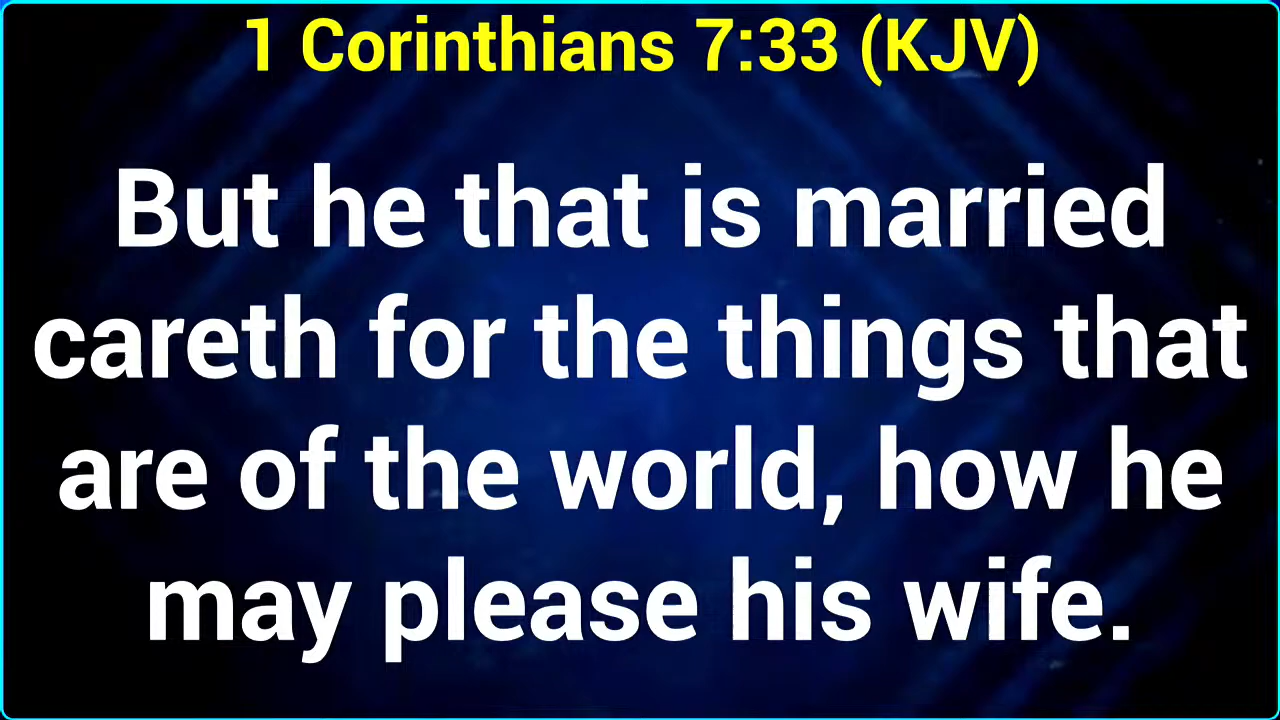 1 Corinthians 7:33 (KJV)
But he that is married
careth for the things that
are of the world, how he
may please his wife.